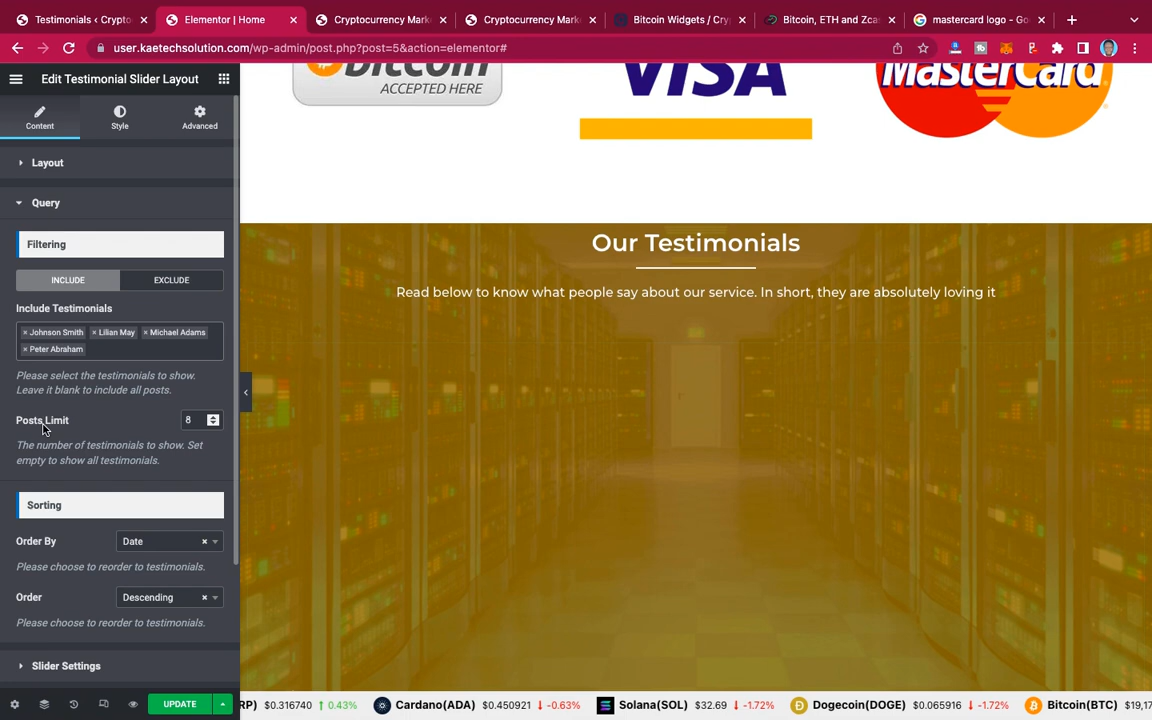 Testimonials ‹ Crypto
Elementor | Home
Cryptocurrency Mark
Cryptocurrency Mark
Bitcoin Widgets / Cry
Bitcoin, ETH and Zcas
mastercard logo - Go
user.kaetechsolution.com/wp-admin/post.php?post=5&action=elementor#
Edit Testimonial Slider Layout
Content
Style
Advanced
Layout
Query
Filtering
INCLUDE
EXCLUDE
Include Testimonials
× Johnson Smith × Lilian May × Michael Adams
× Peter Abraham
Please select the testimonials to show.
Leave it blank to include all posts.
Posts Limit
8
The number of testimonials to show. Set
empty to show all testimonials.
Sorting
Order By
Date
Please choose to reorder to testimonials.
Order
Descending
Please choose to reorder to testimonials.
Slider Settings
UPDATE
bitcoin
ACCEPTED HERE
VISA
MasterCard
Our Testimonials
Read below to know what people say about our service. In short, they are absolutely loving it
RP) $0.316740 ↑ 0.43%
Cardano(ADA) $0.450921 ↓ -0.63%
Solana(SOL) $32.69 ↓ -1.72%
Dogecoin(DOGE) $0.065916 ↓ -1.72%
Bitcoin(BTC) $19,17